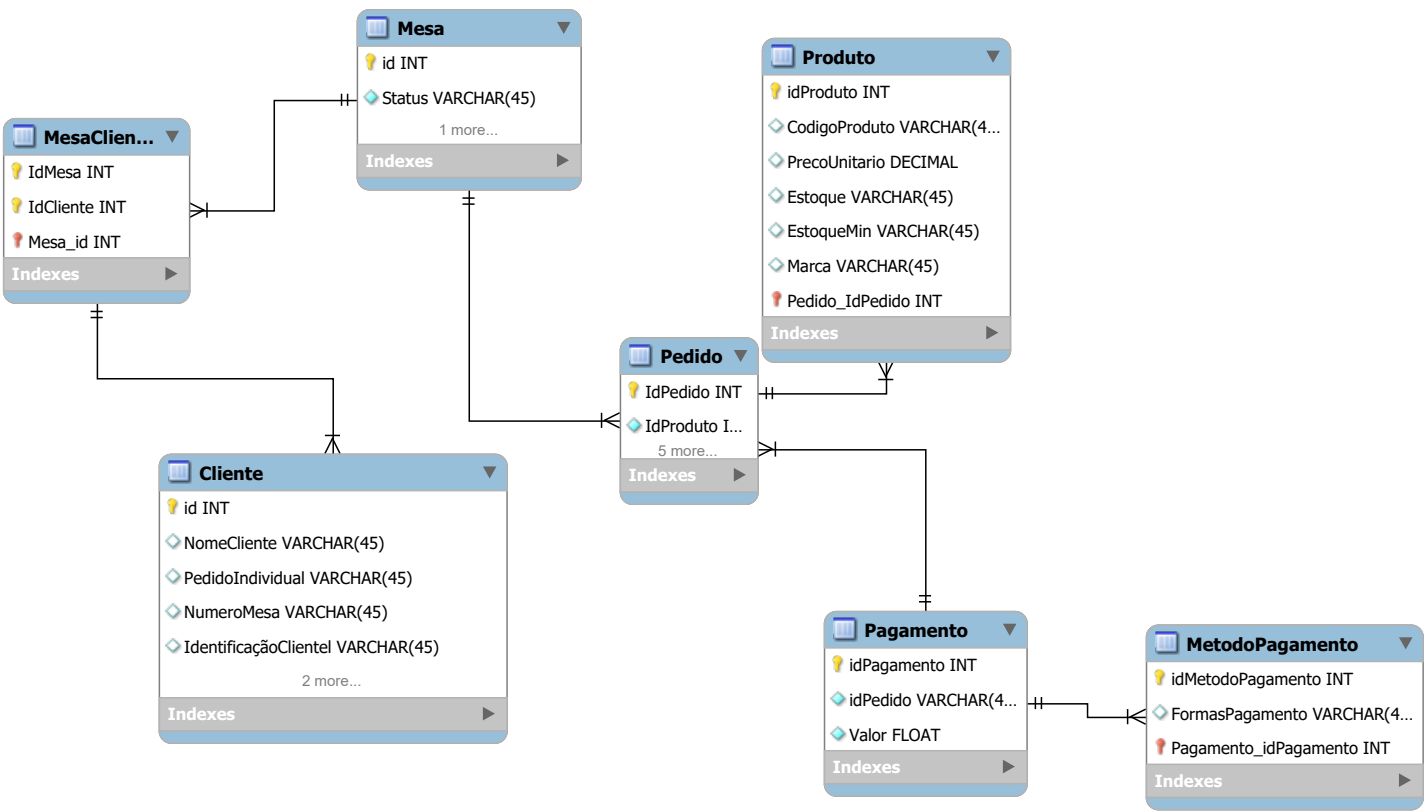 Mesa
id INT
Status VARCHAR(45)
1 more...
Indexes
Produto
idProduto INT
CodigoProduto VARCHAR(4...
PrecoUnitario DECIMAL
Estoque VARCHAR(45)
EstoqueMin VARCHAR(45)
Marca VARCHAR(45)
Pedido_IdPedido INT
Indexes
MesaClien...
IdMesa INT
IdCliente INT
Mesa_id INT
Indexes
Pedido
IdPedido INT
IdProduto I...
5 more...
Indexes
Cliente
id INT
NomeCliente VARCHAR(45)
PedidoIndividual VARCHAR(45)
NumeroMesa VARCHAR(45)
IdentificaçãoClientel VARCHAR(45)
2 more...
Indexes
Pagamento
idPagamento INT
idPedido VARCHAR(4...
Valor FLOAT
Indexes
MetodoPagamento
idMetodoPagamento INT
FormasPagamento VARCHAR(4...
Pagamento_idPagamento INT
Indexes